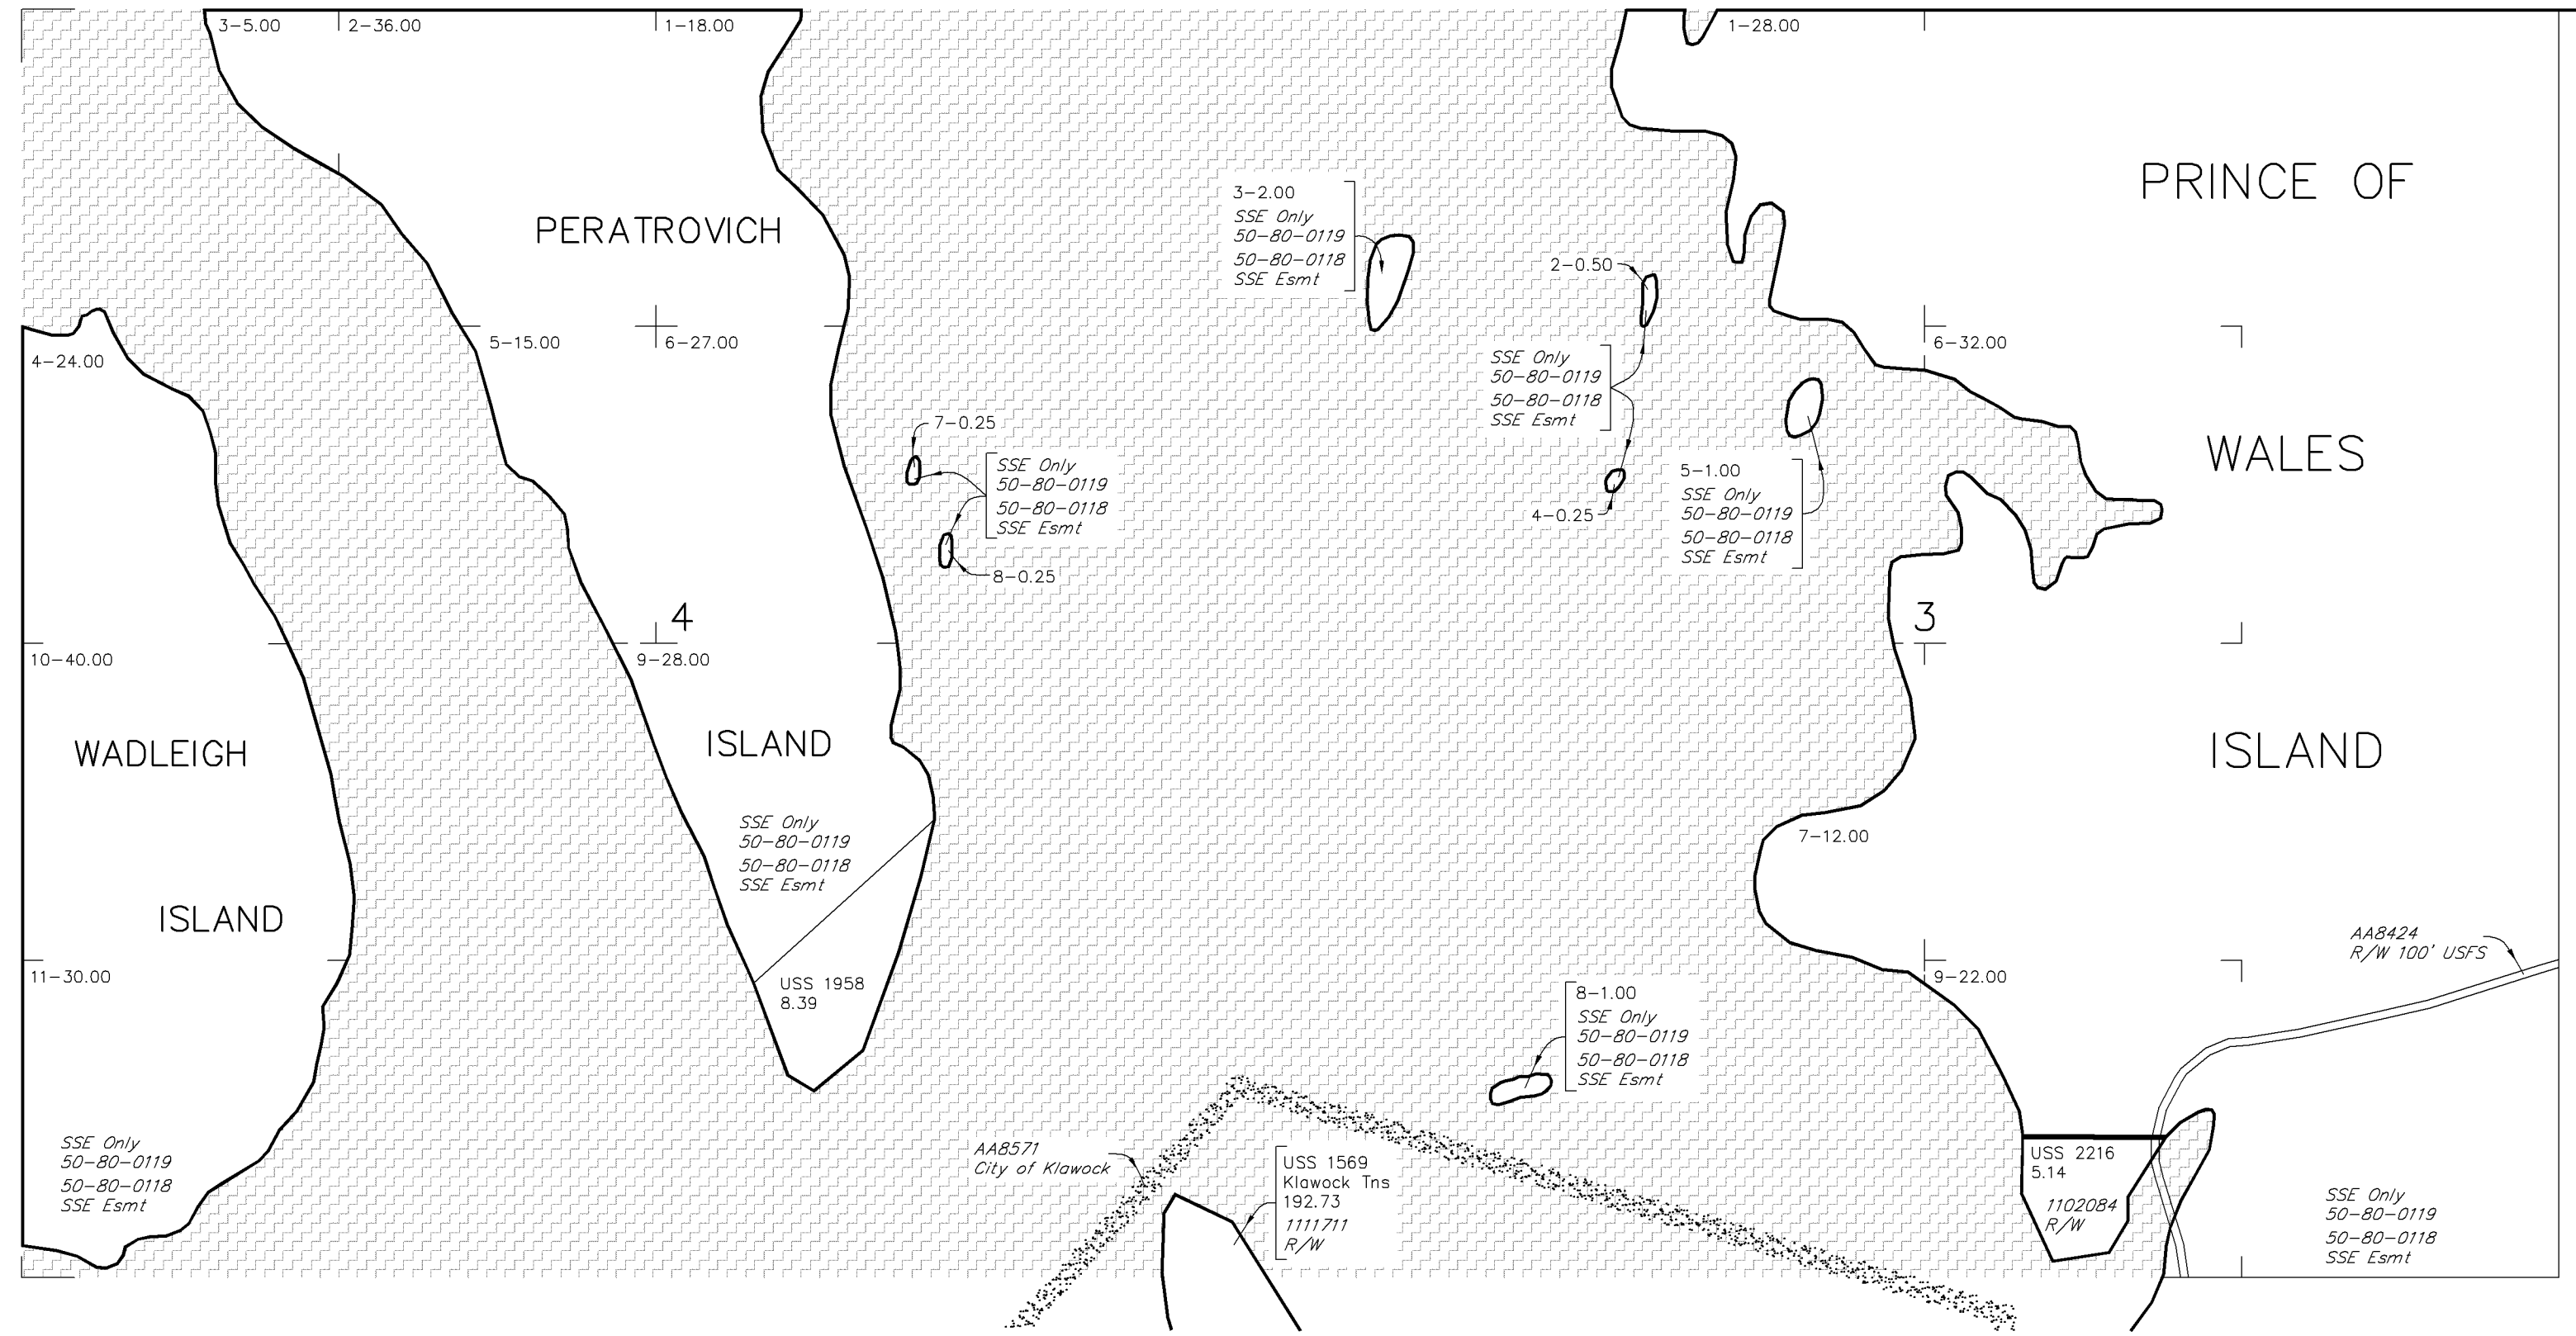 3-5.00
2-36.00
1-18.00
1-28.00
PRINCE OF
PERATROVICH
3-2.00
SSE Only
50-80-0119
50-80-0118
SSE Esmt
2-0.50
4-24.00
5-15.00
6-27.00
SSE Only
50-80-0119
50-80-0118
SSE Esmt
6-32.00
WALES
7-0.25
SSE Only
50-80-0119
50-80-0118
SSE Esmt
8-0.25
4-0.25
5-1.00
SSE Only
50-80-0119
50-80-0118
SSE Esmt
4
3
10-40.00
9-28.00
WADLEIGH
ISLAND
ISLAND
SSE Only
50-80-0119
50-80-0118
SSE Esmt
7-12.00
ISLAND
AA8424
R/W 100' USFS
11-30.00
USS 1958
8.39
9-22.00
8-1.00
SSE Only
50-80-0119
50-80-0118
SSE Esmt
SSE Only
50-80-0119
50-80-0118
SSE Esmt
AA8571
City of Klawock
USS 1569
Klawock Tns
192.73
1111711
R/W
USS 2216
5.14
1102084
R/W
SSE Only
50-80-0119
50-80-0118
SSE Esmt